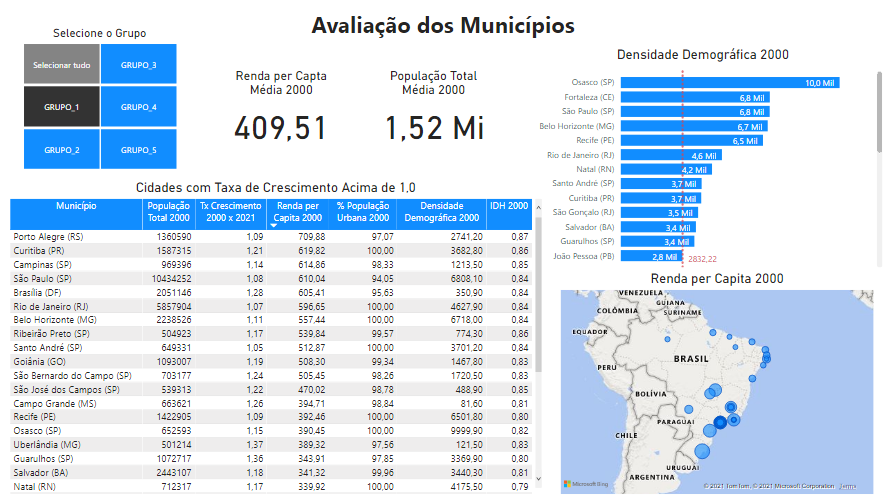 Avaliação dos Municípios
Selecione o Grupo
Selecionar tudo GRUPO_3
GRUPO_1 GRUPO_4
GRUPO_2 GRUPO_5
Renda per Capta
Média 2000
409,51
População Total
Média 2000
1,52 Mi
Densidade Demográfica 2000
Osasco (SP) 10,0 Mil
Fortaleza (CE) 6,8 Mil
São Paulo (SP) 6,8 Mil
Belo Horizonte (MG) 6,7 Mil
Recife (PE) 6,5 Mil
Rio de Janeiro (RJ) 4,6 Mil
Natal (RN) 4,2 Mil
Santo André (SP) 3,7 Mil
Curitiba (PR) 3,7 Mil
São Gonçalo (RJ) 3,5 Mil
Salvador (BA) 3,4 Mil
Guarulhos (SP) 3,4 Mil
João Pessoa (PB) 2,8 Mil 2832,22
Cidades com Taxa de Crescimento Acima de 1,0
Município População Total 2000 Tx Crescimento 2000 x 2021 Renda per Capita 2000 % População Urbana 2000 Densidade Demográfica 2000 IDH 2000
Porto Alegre (RS) 1360590 1,09 709,88 97,07 2741,20 0,87
Curitiba (PR) 1587315 1,21 619,82 100,00 3682,80 0,86
Campinas (SP) 969396 1,14 614,86 98,33 1213,50 0,85
São Paulo (SP) 10434252 1,08 610,04 94,05 6808,10 0,84
Brasília (DF) 2051146 1,28 605,41 95,63 350,90 0,84
Rio de Janeiro (RJ) 5857904 1,07 596,65 100,00 4627,90 0,84
Belo Horizonte (MG) 2238526 1,11 557,44 100,00 6718,00 0,84
Ribeirão Preto (SP) 504923 1,17 539,84 99,57 774,30 0,86
Santo André (SP) 649331 1,05 512,87 100,00 3701,20 0,84
Goiânia (GO) 1093007 1,19 508,30 99,34 1467,80 0,83
São Bernardo do Campo (SP) 703177 1,24 505,45 98,26 1720,50 0,83
São José dos Campos (SP) 539313 1,22 470,02 98,78 488,90 0,85
Campo Grande (MS) 663621 1,26 394,71 98,84 81,60 0,81
Recife (PE) 1422905 1,09 392,46 100,00 6501,80 0,80
Osasco (SP) 652593 1,15 390,45 100,00 9999,90 0,82
Uberlândia (MG) 501214 1,37 389,32 97,56 121,50 0,83
Guarulhos (SP) 1072717 1,36 343,91 97,85 3369,90 0,80
Salvador (BA) 2443107 1,18 341,32 99,96 3440,30 0,81
Natal (RN) 712317 1,17 339,92 100,00 4175,50 0,79
Renda per Capita 2000
VENEZUELA
GUIANA
COLÔMBIA
SURINAME
EQUADOR
BRASIL
PERU
BOLÍVIA
PARAGUAI
CHILE
URUGUAI
ARGENTINA
Microsoft Bing
© 2021 TomTom, © 2021 Microsoft Corporation Terms